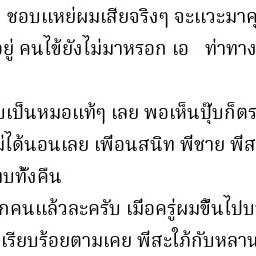 ชอบแหย่ผมเสียจริงๆ จะแวะมาคุ
อยู่ คนไข้ยังไม่มาหรอก เอ ท่าทาง
เป็นหมอแท้ๆ เลย พอเห็นปุ๊บก็ตร
ได้นอนเลย เพื่อนสนิท พี่ชาย พี่ส
ทั้งคืน
คนแล้วละครับ เมื่อครู่ผมขึ้นไปบ
เรียบร้อยตามเคย พี่สะใภ้กับหลาน